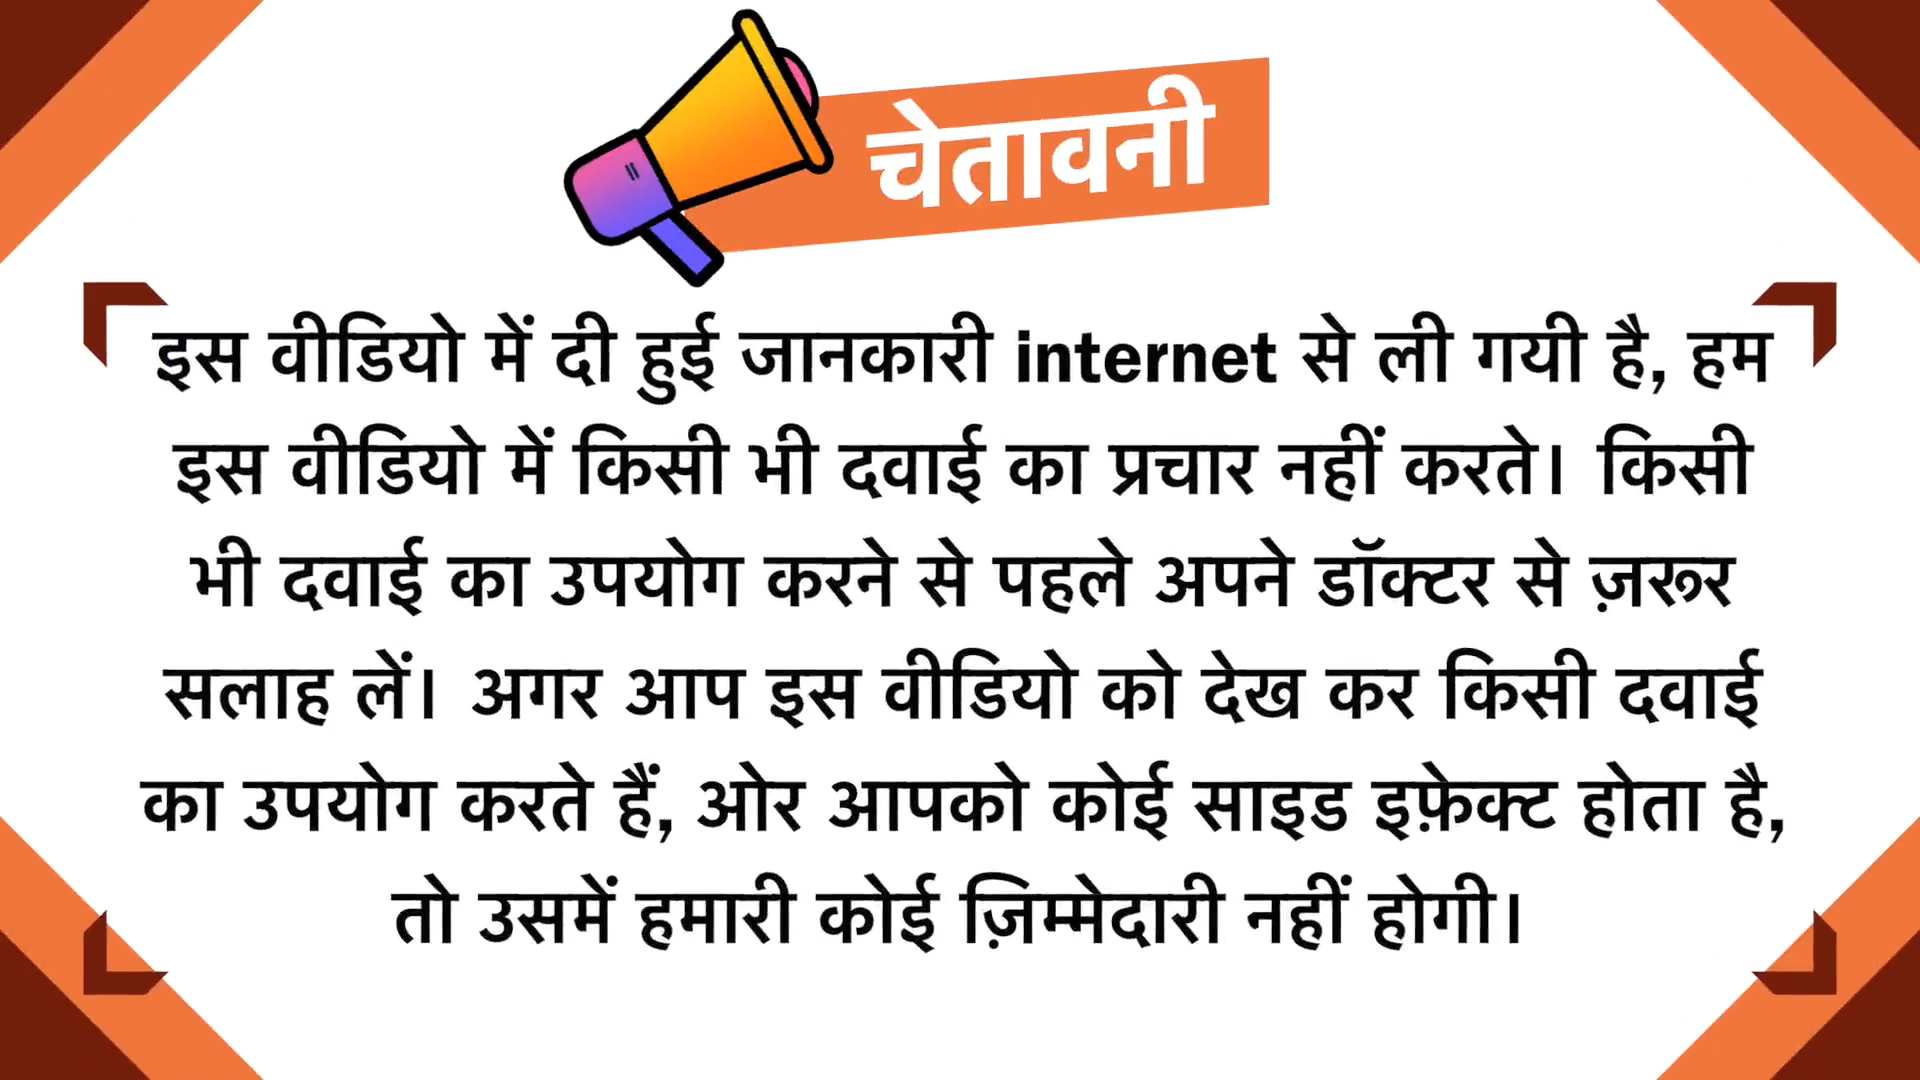 चेतावनी
इस वीडियो में दी हुई जानकारी internet से ली गयी है, हम
इस वीडियो में किसी भी दवाई का प्रचार नहीं करते। किसी
भी दवाई का उपयोग करने से पहले अपने डॉक्टर से ज़रूर
सलाह लें। अगर आप इस वीडियो को देख कर किसी दवाई
का उपयोग करते हैं, ओर आपको कोई साइड इफ़ेक्ट होता है,
तो उसमें हमारी कोई ज़िम्मेदारी नहीं होगी।